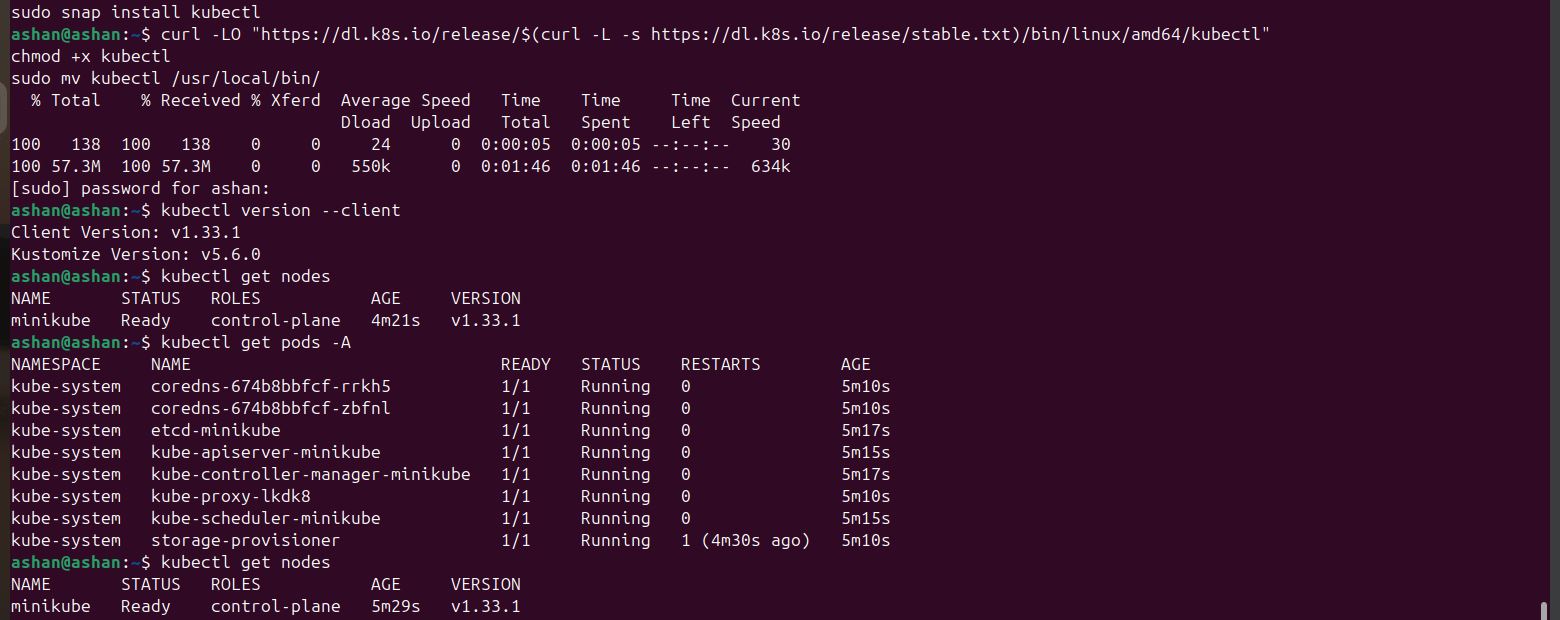 sudo snap install kubectl
ashan@ashan:~$ curl -LO "https://dl.k8s.io/release/$(curl -L -s https://dl.k8s.io/release/stable.txt)/bin/linux/amd64/kubectl"
chmod +x kubectl
sudo mv kubectl /usr/local/bin/
  % Total    % Received % Xferd  Average Speed   Time    Time     Time  Current
                                 Dload  Upload   Total   Spent    Left  Speed
100   138  100   138    0     0     24      0  0:00:05  0:00:05 --:--:--    30
100 57.3M  100 57.3M    0     0   550k      0  0:01:46  0:01:46 --:--:--  634k
[sudo] password for ashan:
ashan@ashan:~$ kubectl version --client
Client Version: v1.33.1
Kustomize Version: v5.6.0
ashan@ashan:~$ kubectl get nodes
NAME       STATUS   ROLES           AGE     VERSION
minikube   Ready    control-plane   4m21s   v1.33.1
ashan@ashan:~$ kubectl get pods -A
NAMESPACE     NAME                               READY   STATUS    RESTARTS        AGE
kube-system   coredns-674b8bbfcf-rrkh5           1/1     Running   0               5m10s
kube-system   coredns-674b8bbfcf-zbfnl           1/1     Running   0               5m10s
kube-system   etcd-minikube                      1/1     Running   0               5m17s
kube-system   kube-apiserver-minikube            1/1     Running   0               5m15s
kube-system   kube-controller-manager-minikube   1/1     Running   0               5m17s
kube-system   kube-proxy-lkdk8                   1/1     Running   0               5m10s
kube-system   kube-scheduler-minikube            1/1     Running   0               5m15s
kube-system   storage-provisioner                1/1     Running   1 (4m30s ago)   5m10s
ashan@ashan:~$ kubectl get nodes
NAME       STATUS   ROLES           AGE     VERSION
minikube   Ready    control-plane   5m29s   v1.33.1